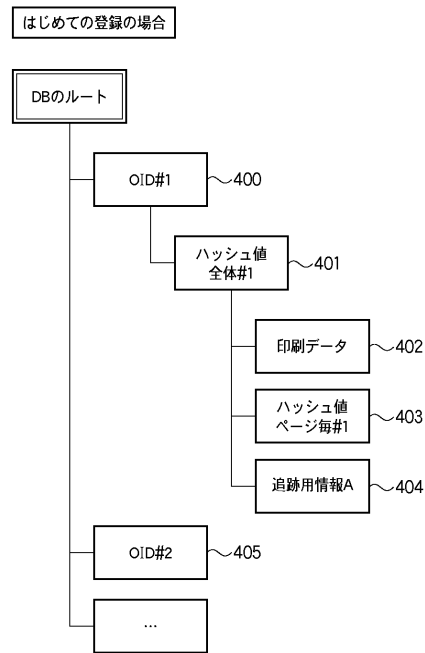 はじめての登録の場合
DBのルート
OID#1
400
ハッシュ値
全体#1
401
印刷データ
402
ハッシュ値
ページ毎#1
403
追跡用情報A
404
OID#2
405
…